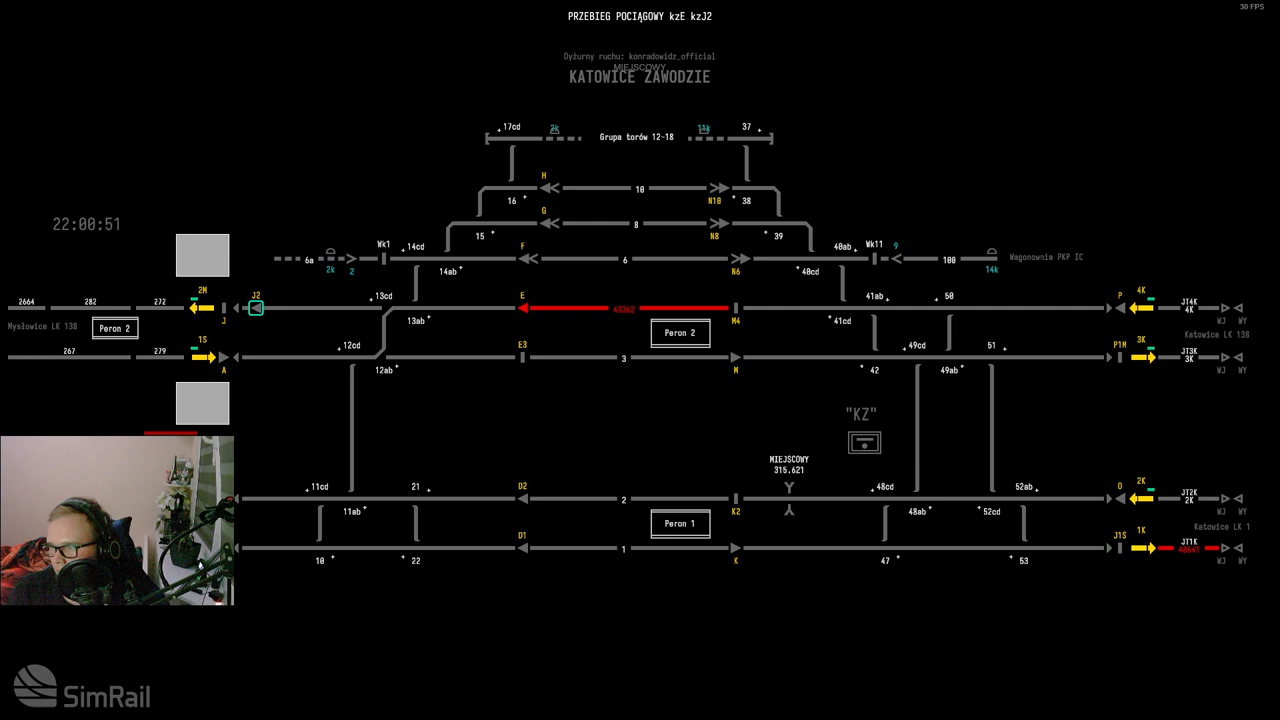 30 FPS
PRZEBIEG POCIĄGOWY kzE kzJ2
Dyżurny ruchu: konradowidz_official
MIEJSCOWY
KATOWICE ZAWODZIE
17cd 2k Grupa torów 12-18 11k 37
H 10 N10
16 38
22:00:51
G 8 N8
15 39
Wk1 14cd F 6 N6 40ab Wk11 9
6a 2k 2 14ab 40cd 100 14k Wagonownia PKP IC
2M J2 13cd E 43362 M4 41ab 50 P 4K
2664 282 272 JT4K
4K
J 13ab 41cd WJ WY
Mysłowice LK 138 Peron 2 Peron 2 Katowice LK 138
1S 12cd E3 3 M 49cd 51 P1M 3K
267 279 JT3K
3K
A 12ab 42 49ab WJ WY
"KZ"
MIEJSCOWY
315.621
11cd 21 D2 2 K2 48cd 52ab O 2K
JT2K
2K
11ab 48ab 52cd WJ WY
Peron 1 Katowice LK 1
D1 1 K J1S 1K
JT1K
10 22 47 53 WJ WY
SimRail